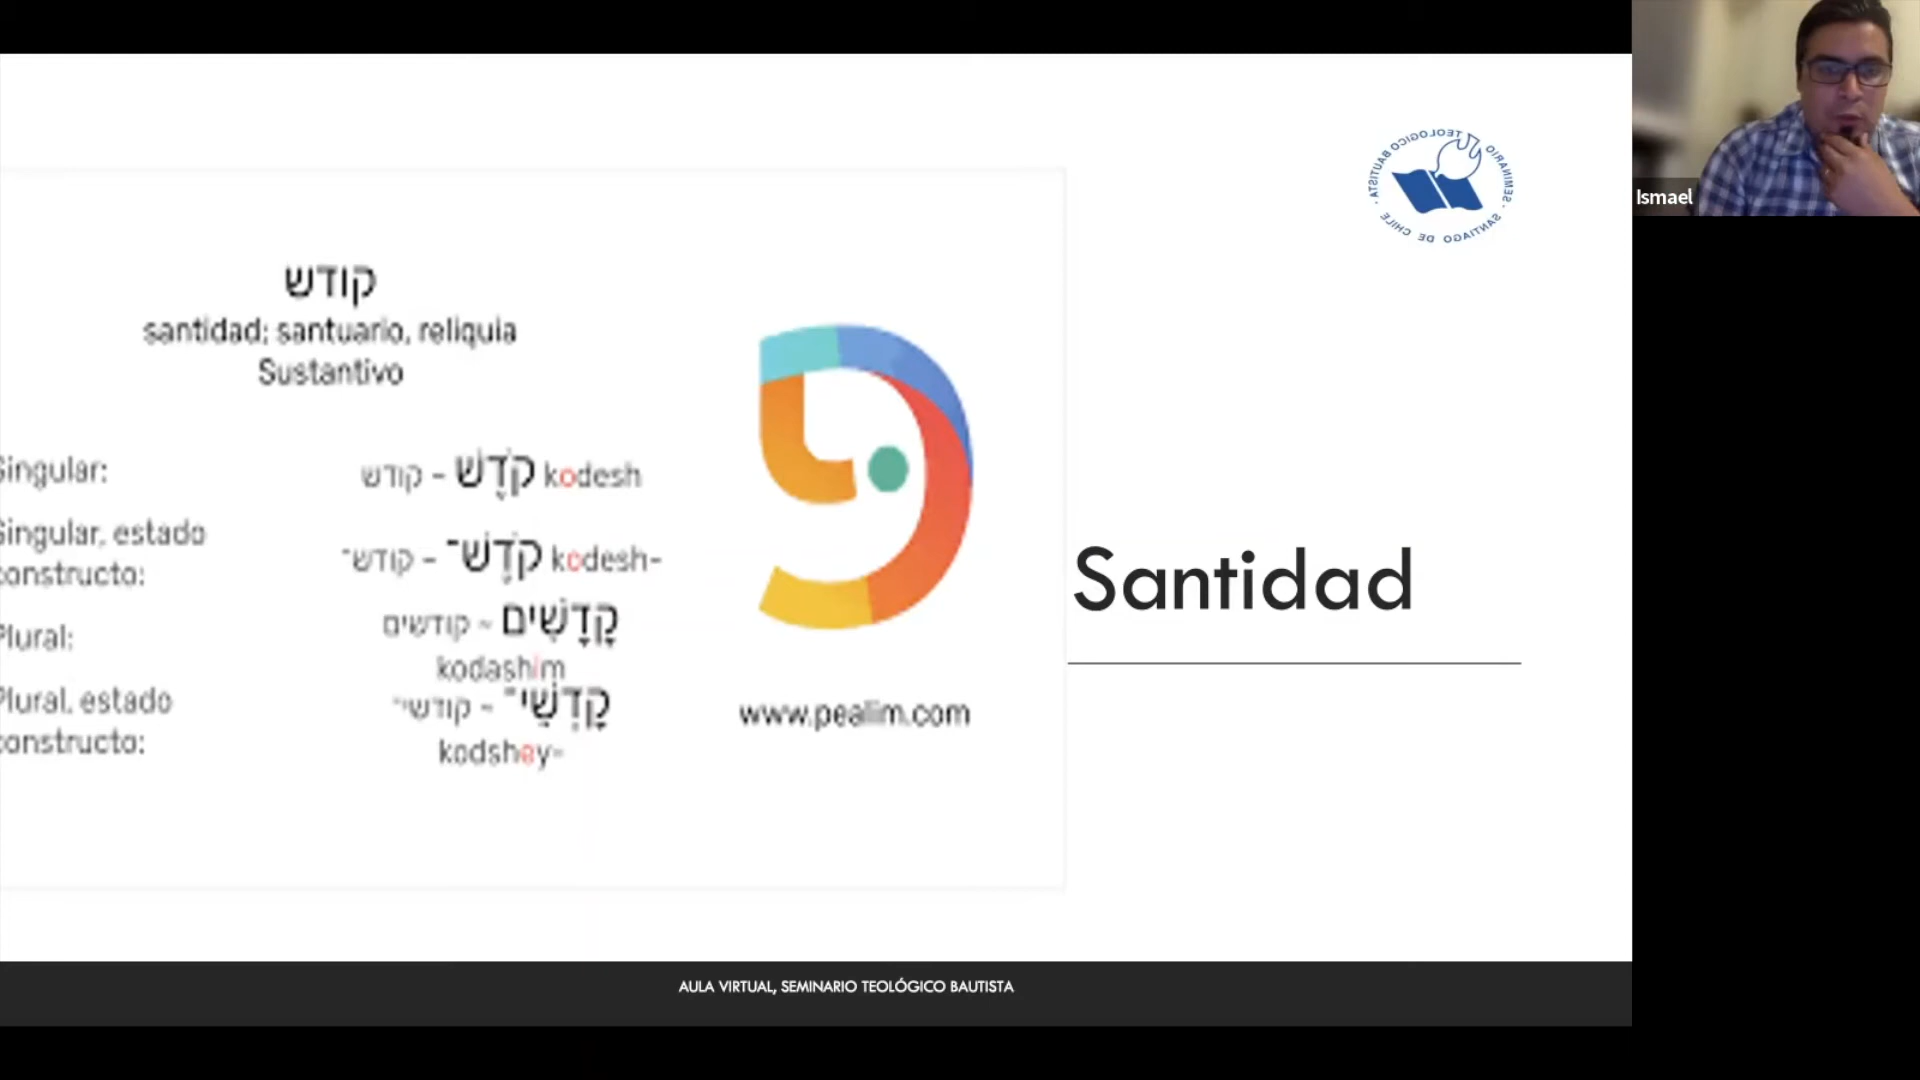 קודש
santidad; santuario, reliquia
Sustantivo
Singular:
קודש ~ קֹדֶשׁ kodesh
Singular, estado
constructo:
קודש־ ~ קֹדֶשׁ־ kodesh-
Plural:
קודשים ~ קָדָשִׁים
kodashim
Plural, estado
constructo:
קודשי־ ~ קָדְשֵׁי־
kodshey-
www.pealim.com
Santidad
SEMINARIO TEOLOGICO BAUTISTA · SANTIAGO DE CHILE ·
Ismael
AULA VIRTUAL, SEMINARIO TEOLÓGICO BAUTISTA